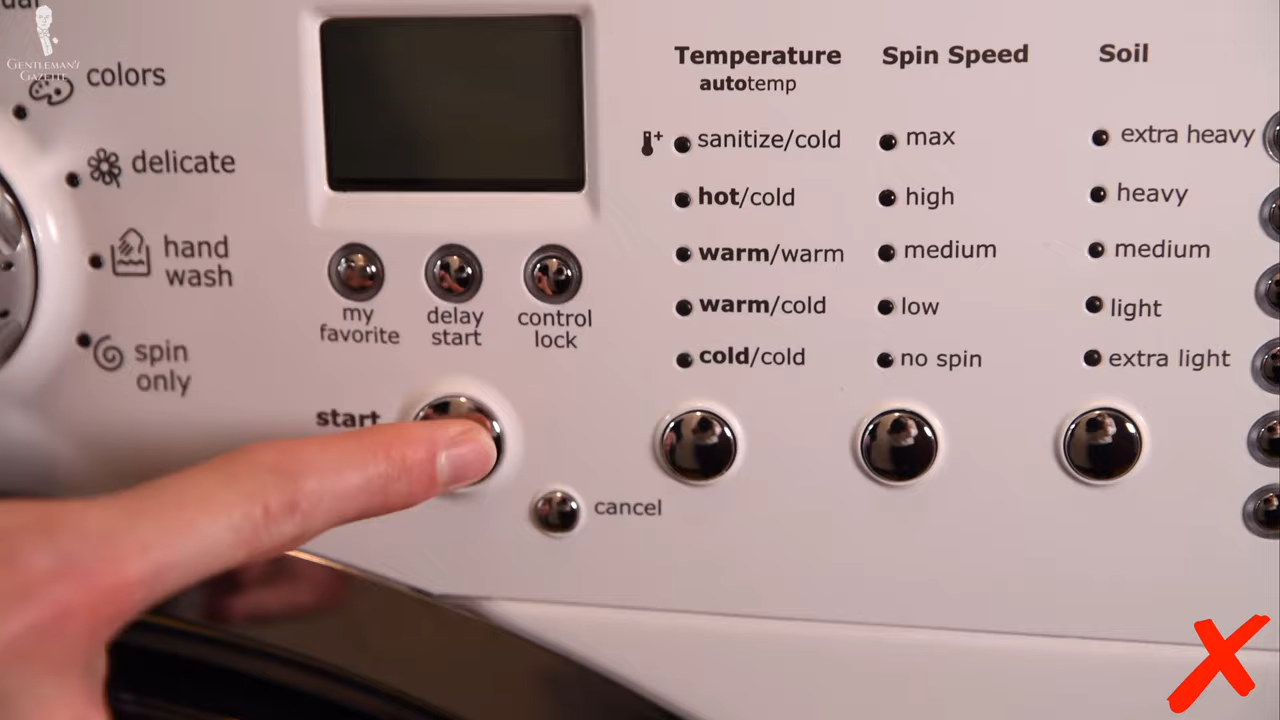 GENTLEMAN'S
GAZETTE
colors
delicate
hand
wash
spin
only
my
favorite
delay
start
control
lock
start
cancel
Temperature
autotemp
sanitize/cold
hot/cold
warm/warm
warm/cold
cold/cold
Spin Speed
max
high
medium
low
no spin
Soil
extra heavy
heavy
medium
light
extra light